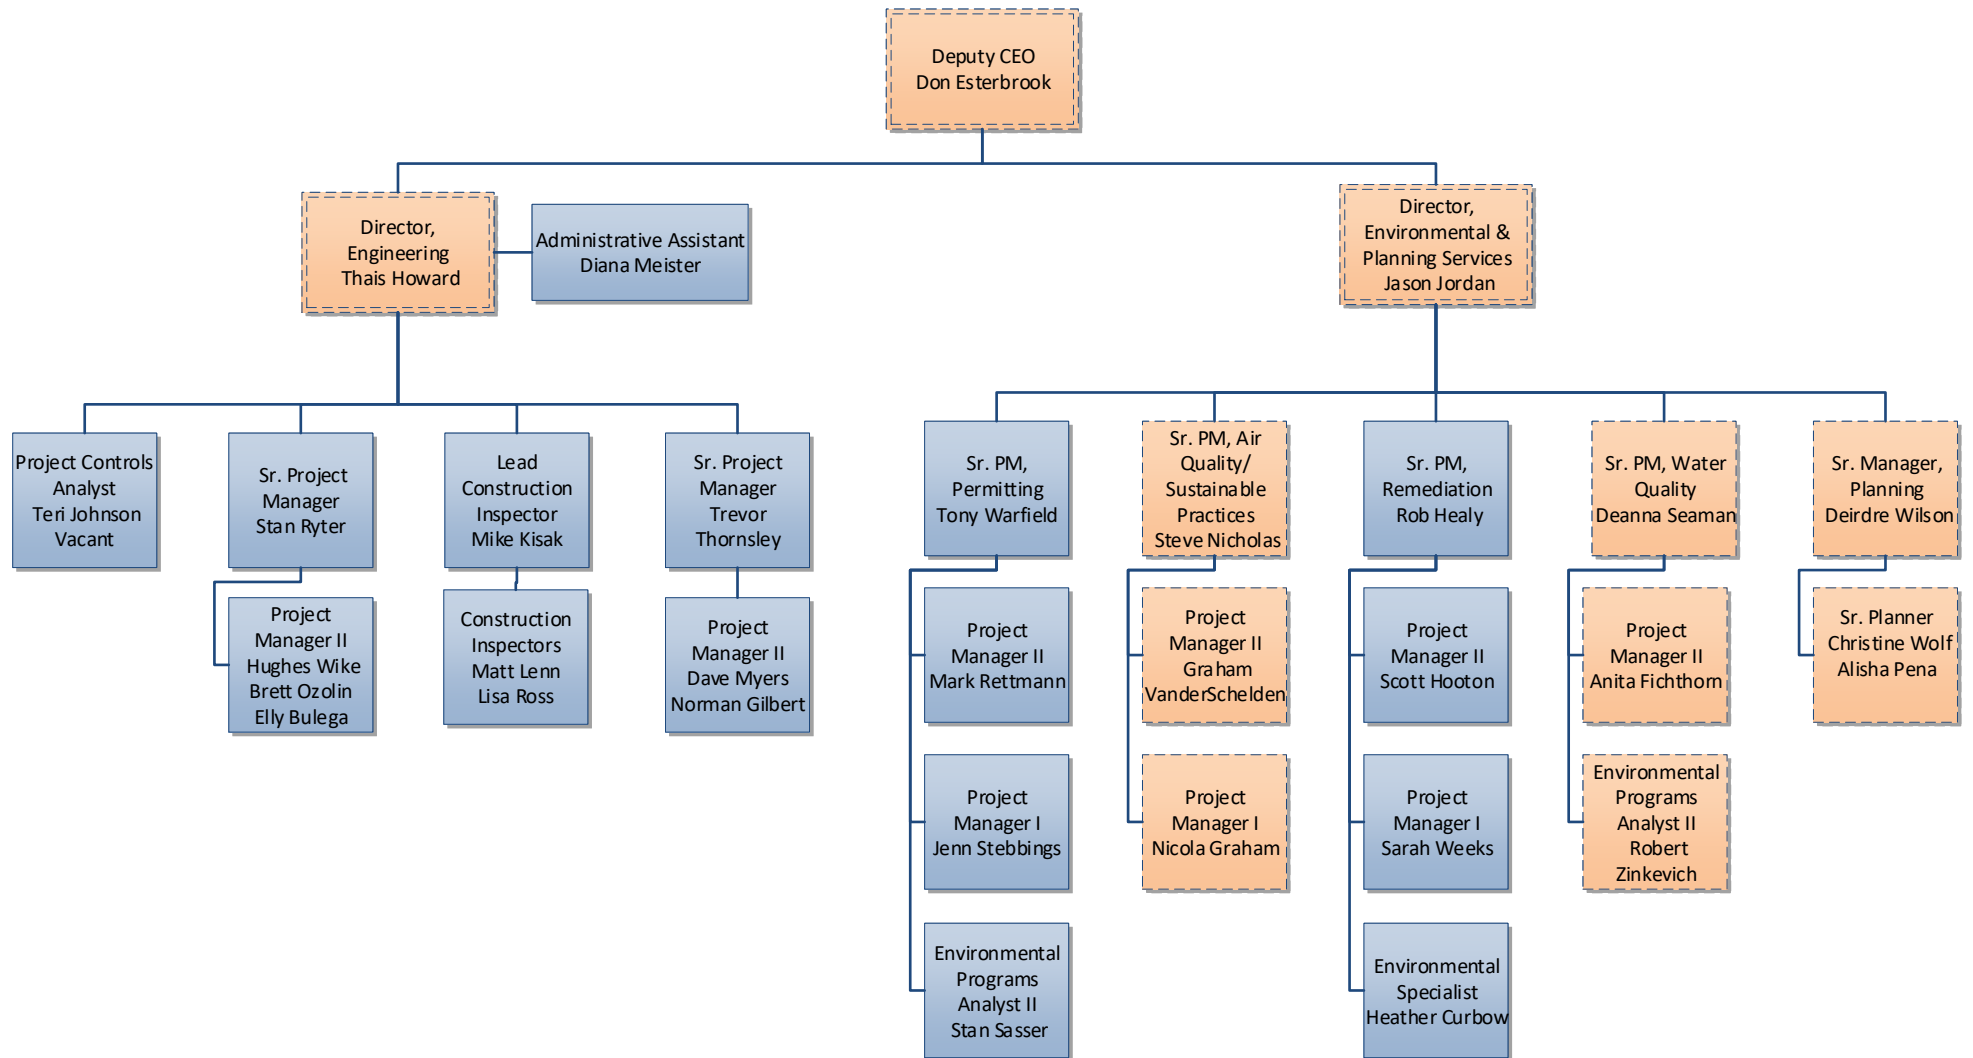 Deputy CEO
Don Esterbrook
Director,
Engineering
Thais Howard
Administrative Assistant
Diana Meister
Director,
Environmental &
Planning Services
Jason Jordan
Project Controls
Analyst
Teri Johnson
Vacant
Sr. Project
Manager
Stan Ryter
Lead
Construction
Inspector
Mike Kisak
Sr. Project
Manager
Trevor
Thornsley
Sr. PM,
Permitting
Tony Warfield
Sr. PM, Air
Quality/
Sustainable
Practices
Steve Nicholas
Sr. PM,
Remediation
Rob Healy
Sr. PM, Water
Quality
Deanna Seaman
Sr. Manager,
Planning
Deirdre Wilson
Project
Manager II
Hughes Wike
Brett Ozolin
Elly Bulega
Construction
Inspectors
Matt Lenn
Lisa Ross
Project
Manager II
Dave Myers
Norman Gilbert
Project
Manager II
Mark Rettmann
Project
Manager II
Graham
VanderSchelden
Project
Manager II
Scott Hooton
Project
Manager II
Anita Fichthorn
Sr. Planner
Christine Wolf
Alisha Pena
Project
Manager I
Jenn Stebbings
Project
Manager I
Nicola Graham
Project
Manager I
Sarah Weeks
Environmental
Programs
Analyst II
Robert
Zinkevich
Environmental
Programs
Analyst II
Stan Sasser
Environmental
Specialist
Heather Curbow